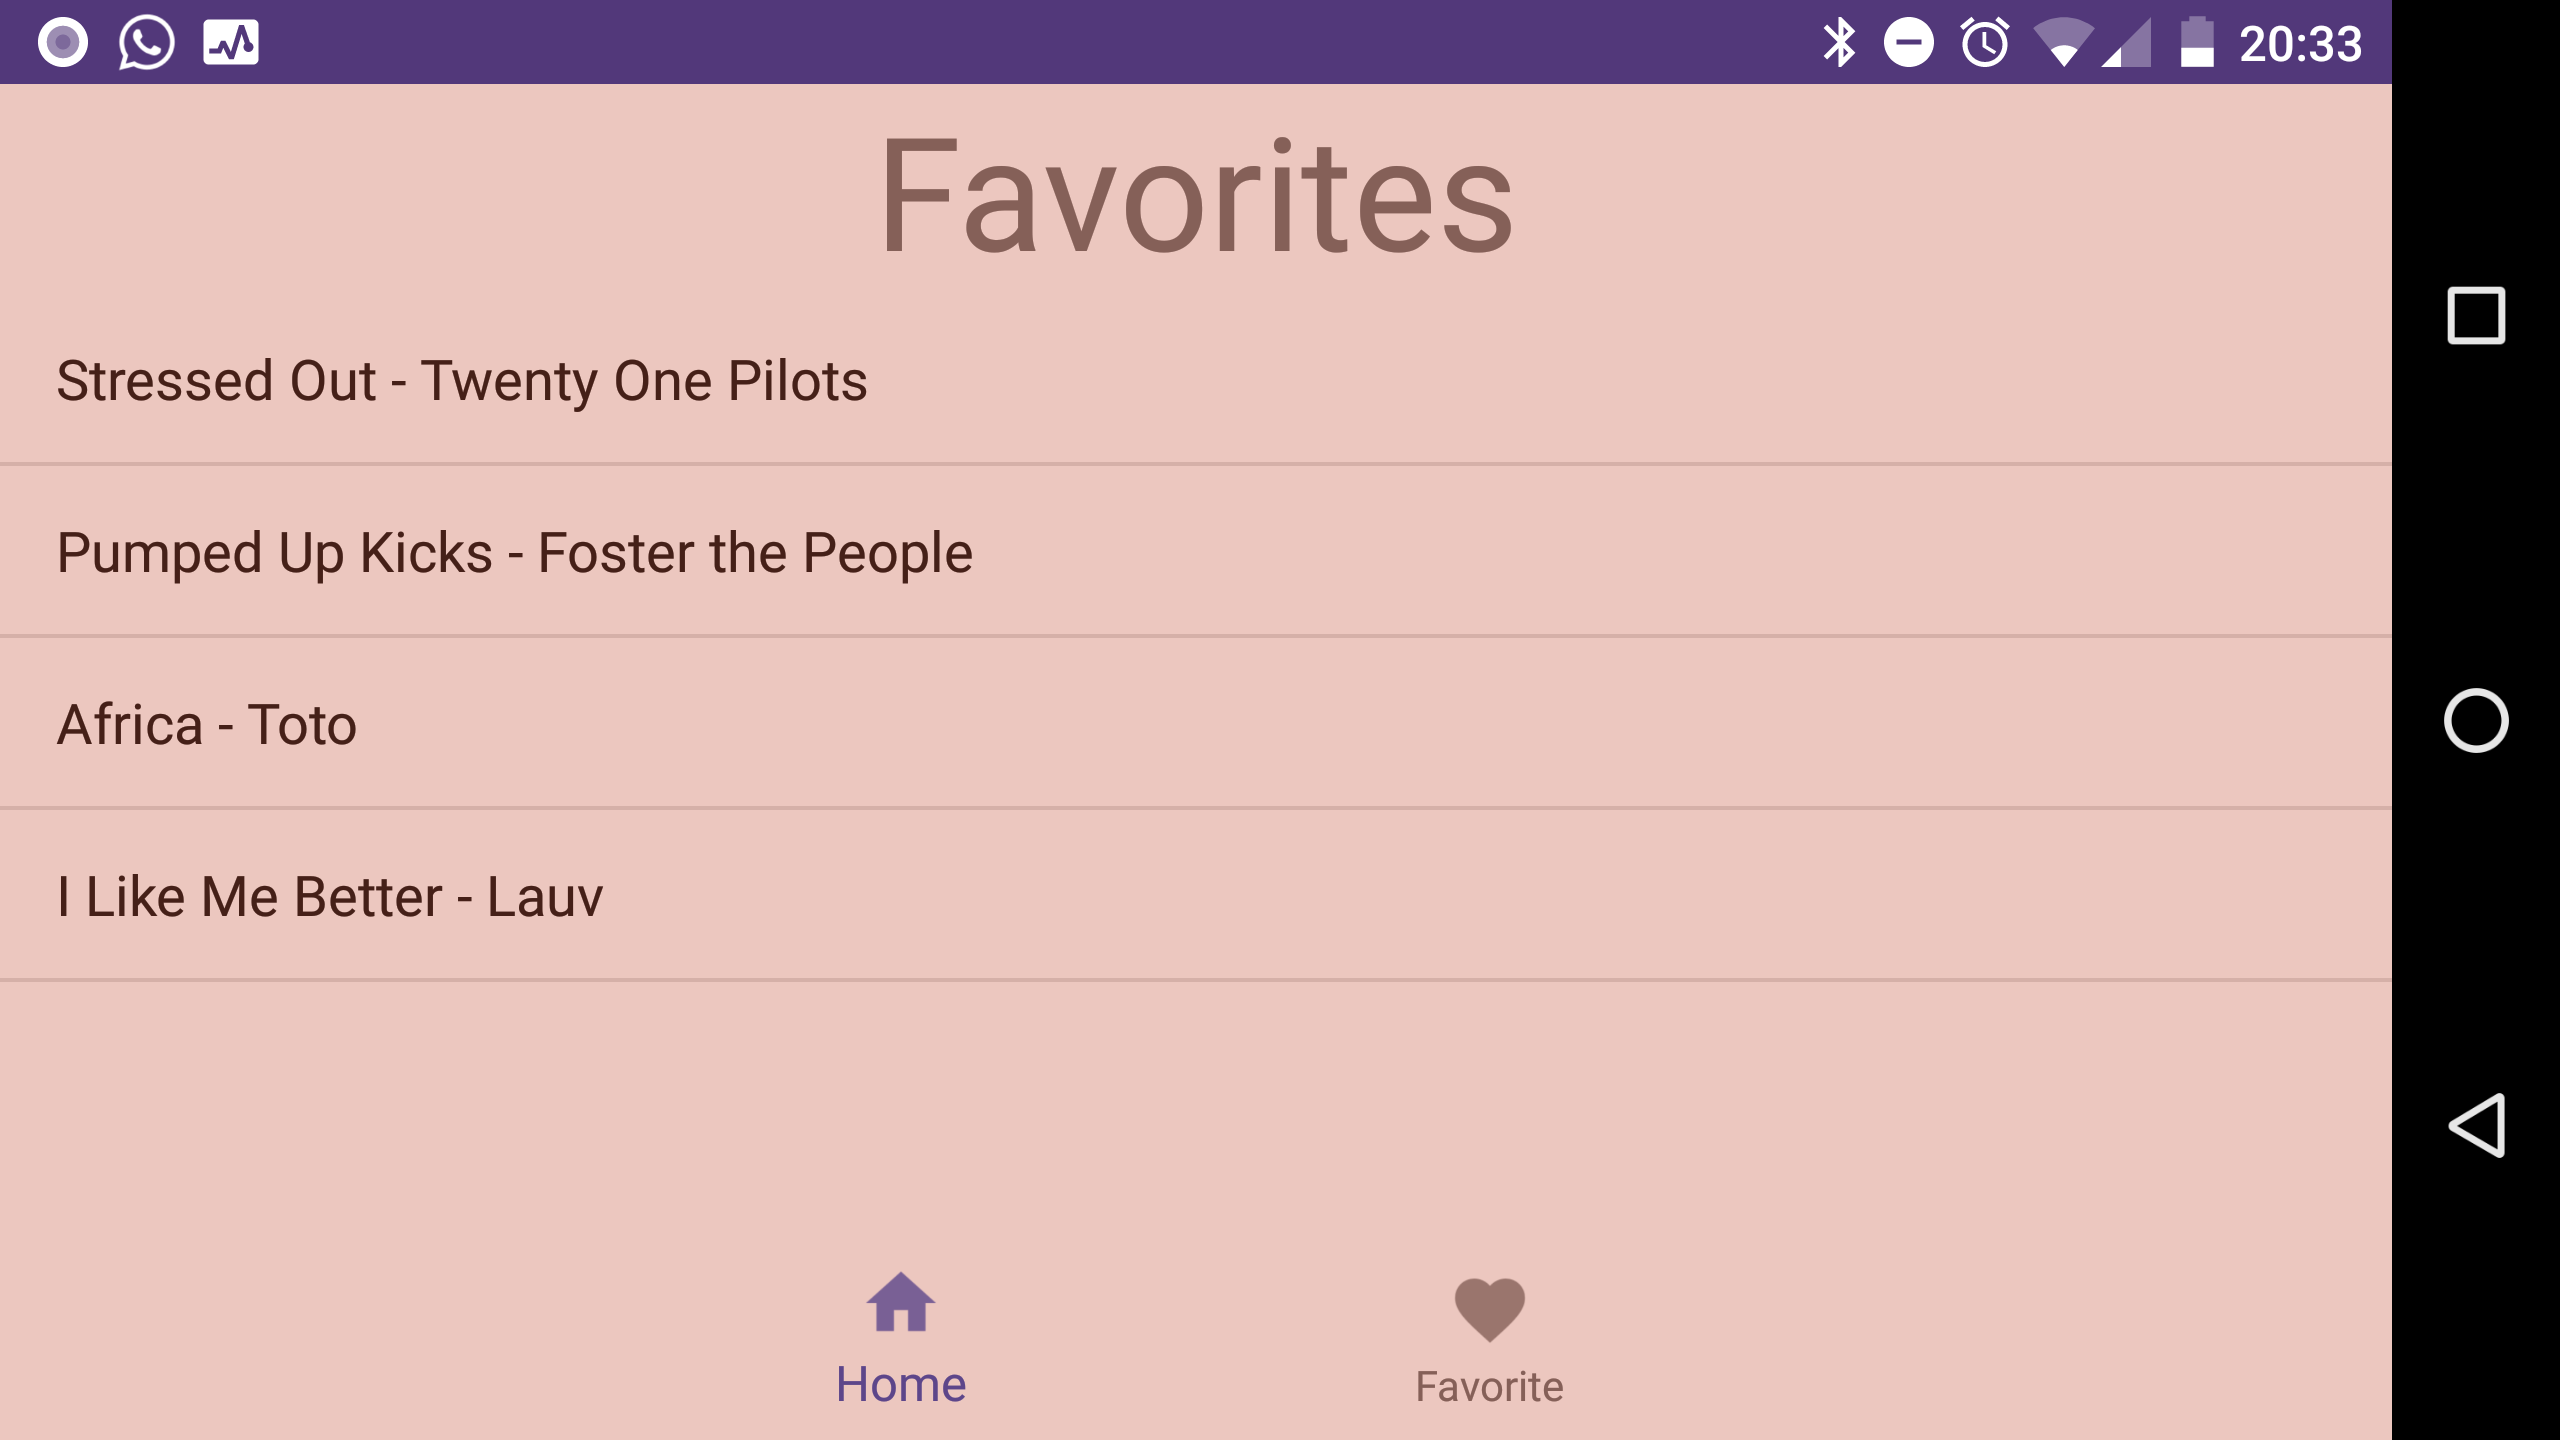 20:33
Favorites
Stressed Out - Twenty One Pilots
Pumped Up Kicks - Foster the People
Africa - Toto
I Like Me Better - Lauv
Home
Favorite